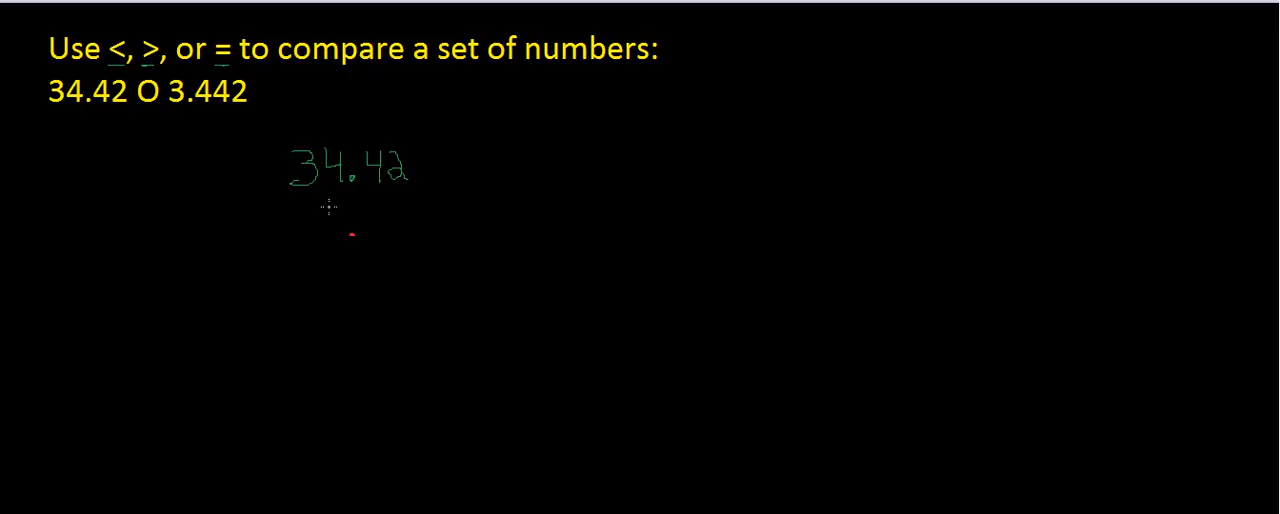 Use <, >, or = to compare a set of numbers:
34.42 O 3.442
34.42
.